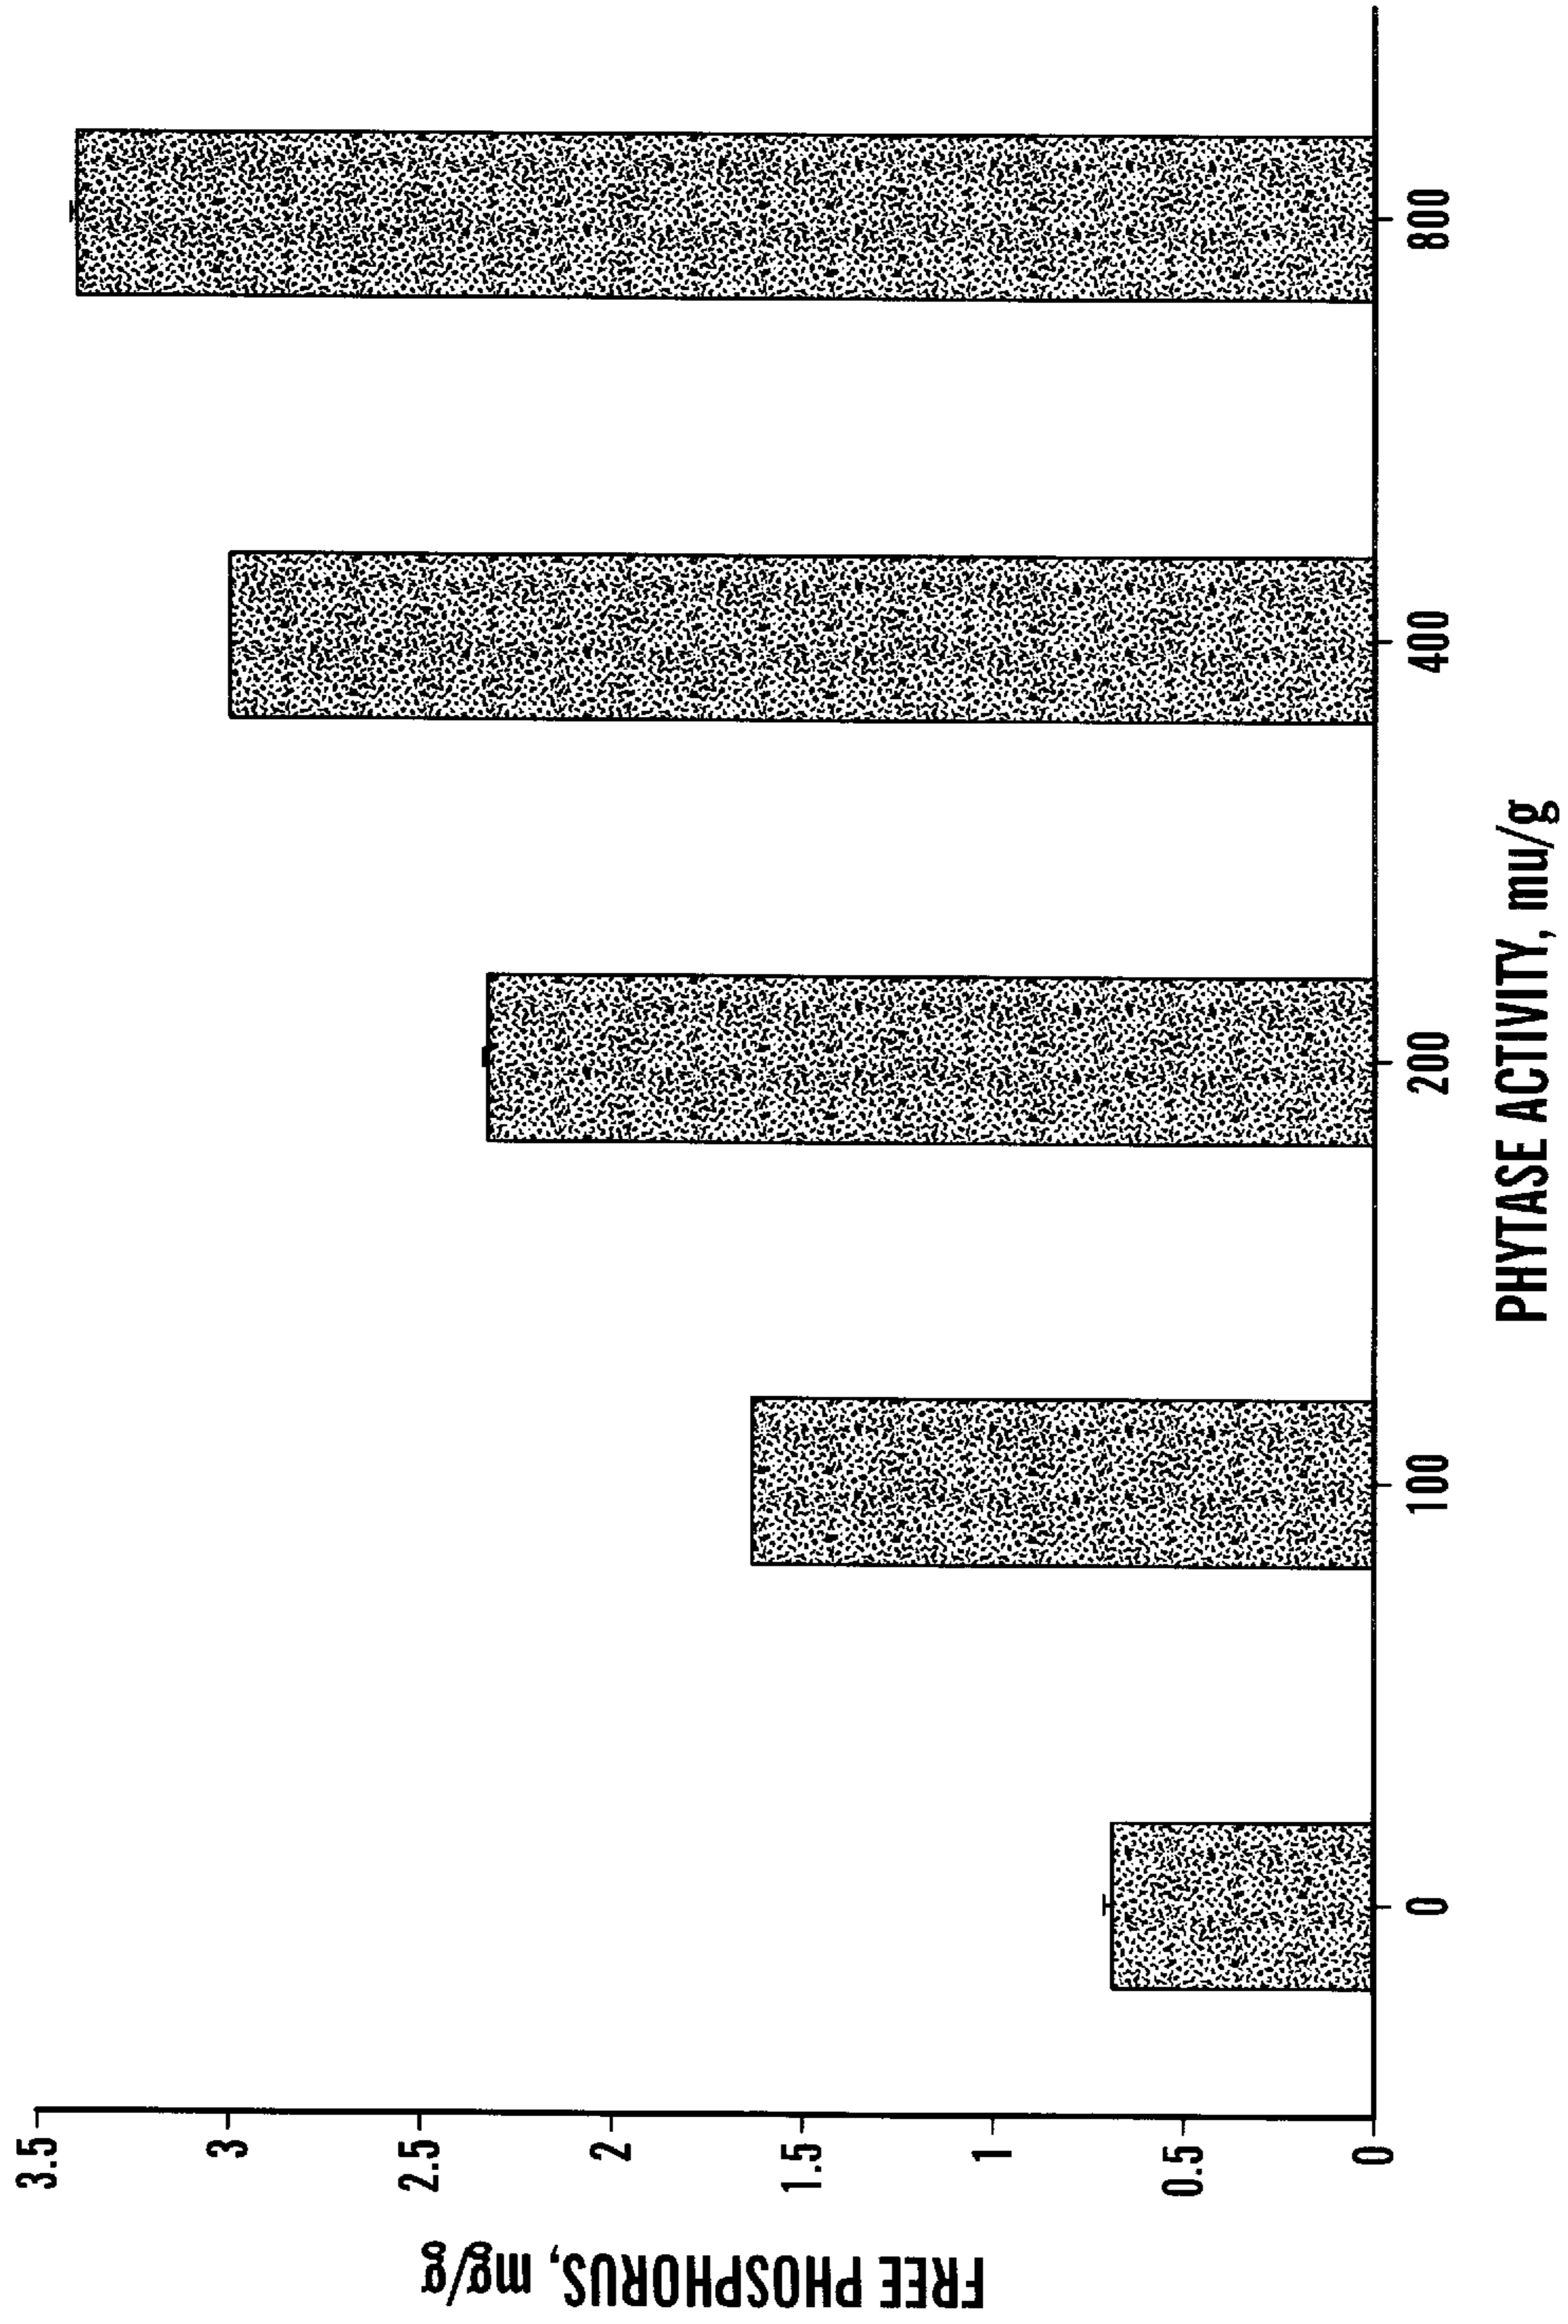 FREE PHOSPHORUS, mg/g
3.5
3
2.5
2
1.5
1
0.5
0
0 100 200 400 800
PHYTASE ACTIVITY, mu/g